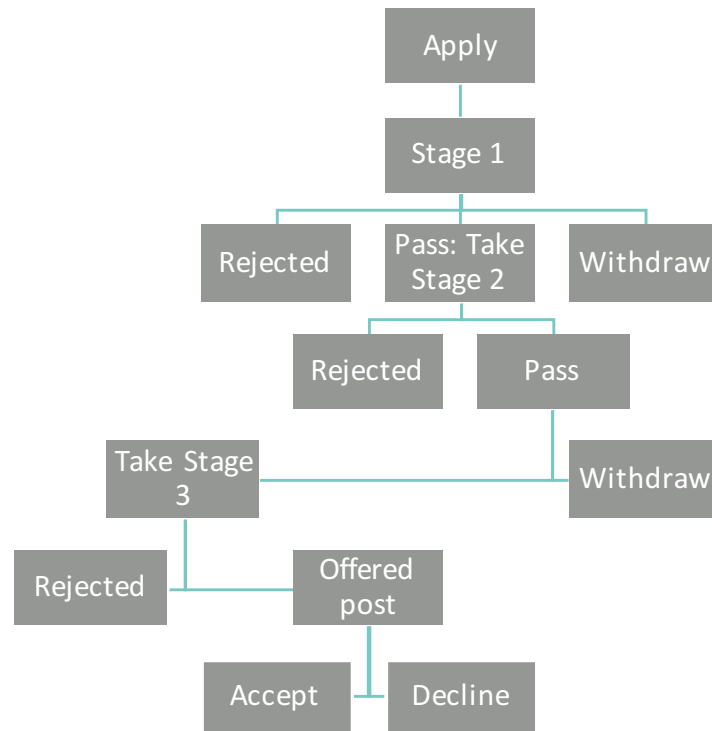 Apply
Stage 1
Rejected
Pass: Take
Stage 2
Withdraw
Rejected
Pass
Take Stage
3
Withdraw
Rejected
Offered
post
Accept
Decline